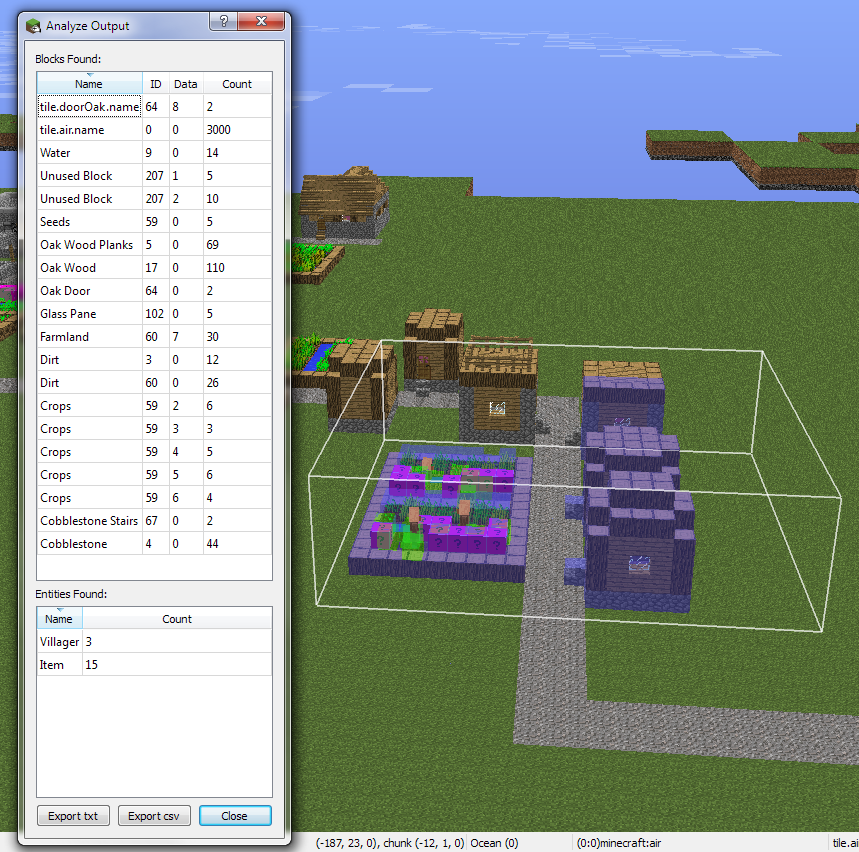 Analyze Output
Blocks Found:
Name ID Data Count
tile.doorOak.name 64 8 2
tile.air.name 0 0 3000
Water 9 0 14
Unused Block 207 1 5
Unused Block 207 2 10
Seeds 59 0 5
Oak Wood Planks 5 0 69
Oak Wood 17 0 110
Oak Door 64 0 2
Glass Pane 102 0 5
Farmland 60 7 30
Dirt 3 0 12
Dirt 60 0 26
Crops 59 2 6
Crops 59 3 3
Crops 59 4 5
Crops 59 5 6
Crops 59 6 4
Cobblestone Stairs 67 0 2
Cobblestone 4 0 44
Entities Found:
Name Count
Villager 3
Item 15
Export txt Export csv Close
(-187, 23, 0), chunk (-12, 1, 0) Ocean (0) (0:0)minecraft:air tile.ai